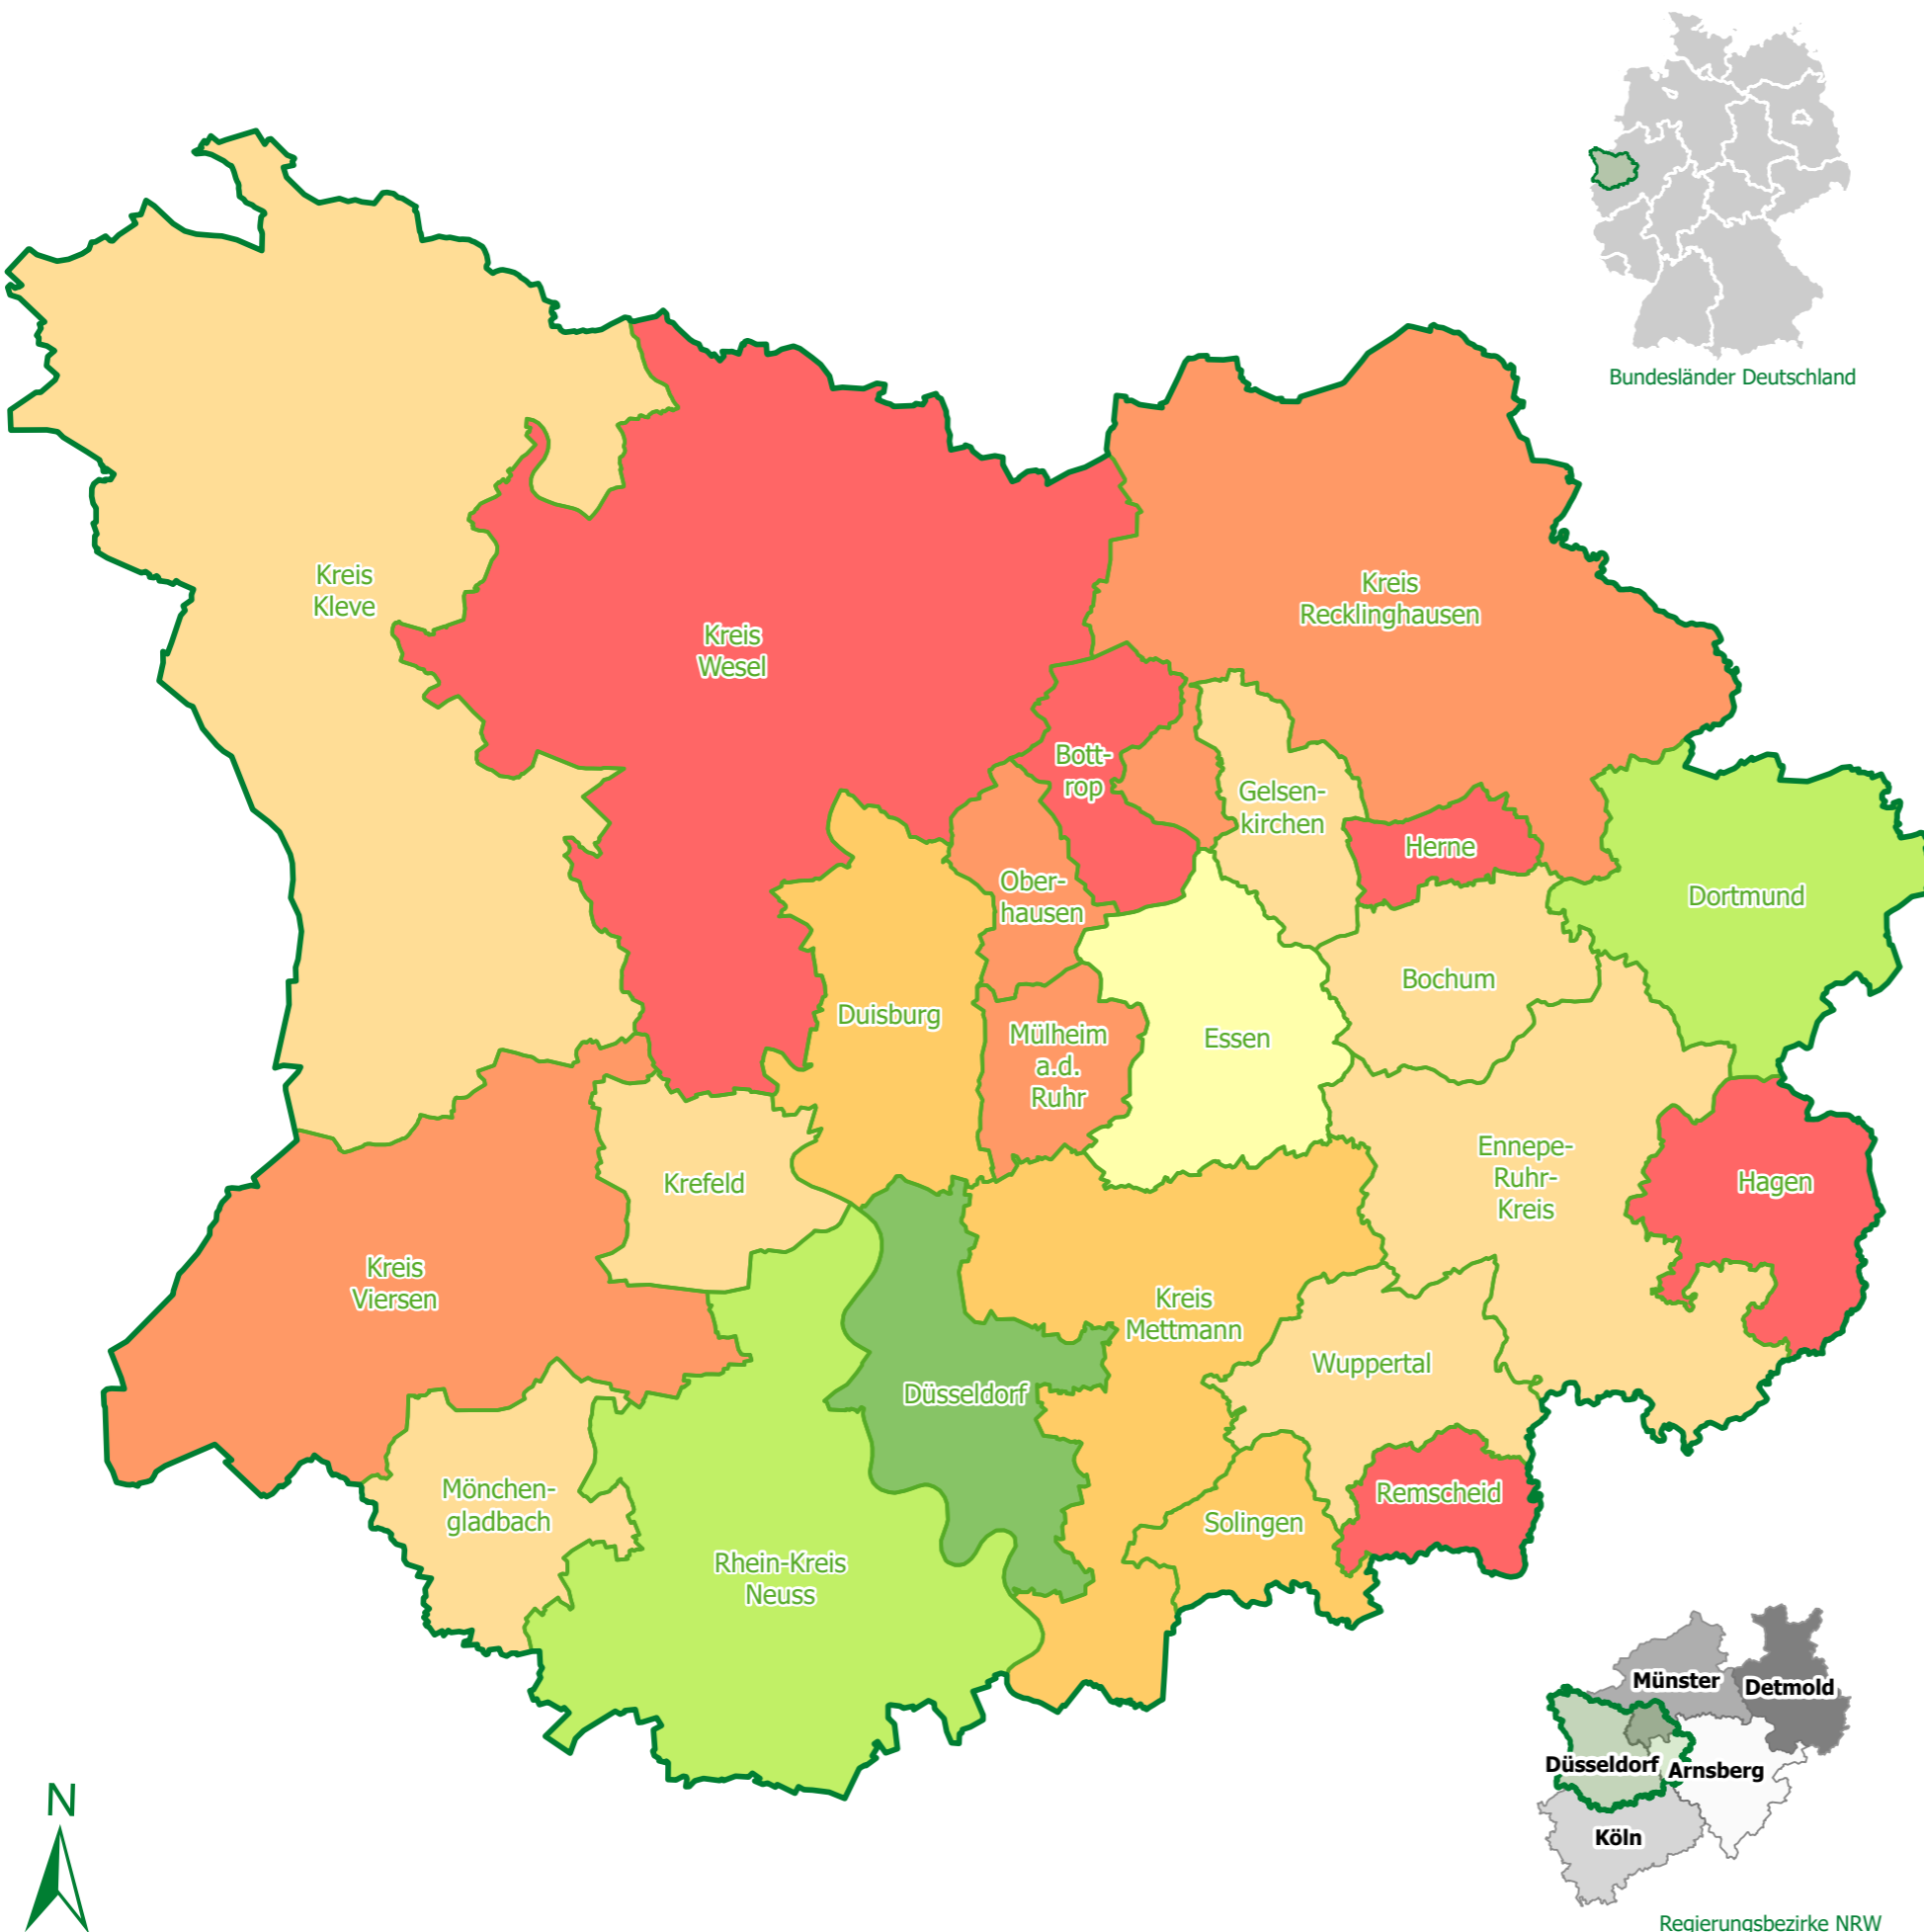 Bundesländer Deutschland
Kreis
Kleve
Kreis
Recklinghausen
Kreis
Wesel
Bott-
rop
Gelsen-
kirchen
Herne
Ober-
hausen
Dortmund
Bochum
Duisburg
Mülheim
a.d.
Ruhr
Essen
Ennepe-
Ruhr-
Kreis
Hagen
Krefeld
Kreis
Viersen
Kreis
Mettmann
Wuppertal
Düsseldorf
Mönchen-
gladbach
Remscheid
Solingen
Rhein-Kreis
Neuss
Münster
Detmold
Düsseldorf
Arnsberg
Köln
N
Regierungsbezirke NRW